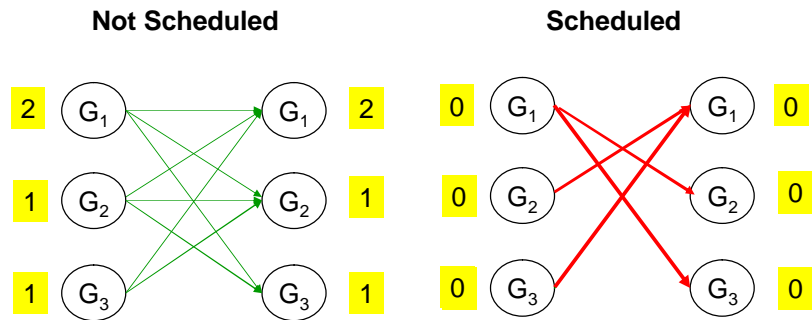 Not Scheduled Scheduled
2 G₁ G₁ 2 0 G₁ G₁ 0
1 G₂ G₂ 1 0 G₂ G₂ 0
1 G₃ G₃ 1 0 G₃ G₃ 0